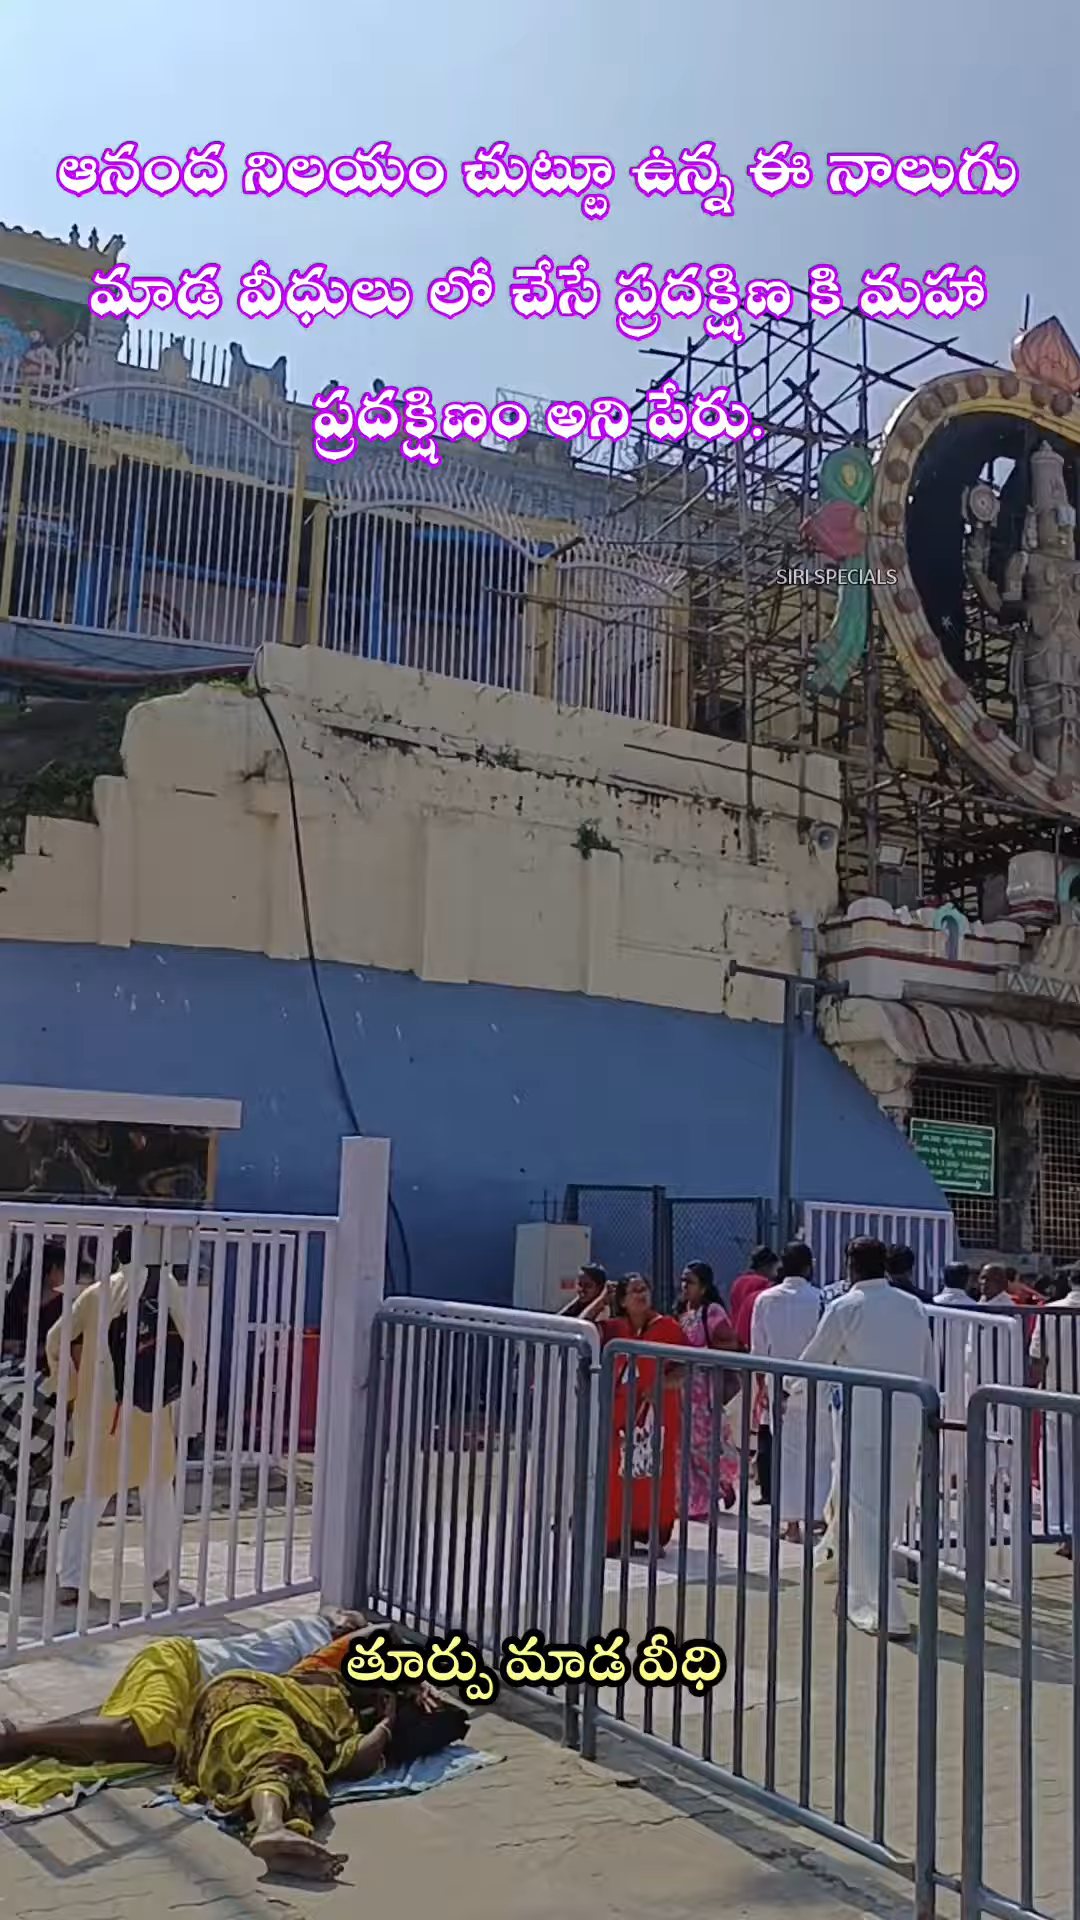 ఆనంద నిలయం చుట్టూ ఉన్న ఈ నాలుగు
మాడ వీధులు లో చేసే ప్రదక్షిణ కి మహా
ప్రదక్షిణం అని పేరు.
SIRI SPECIALS
తూర్పు మాడ వీధి